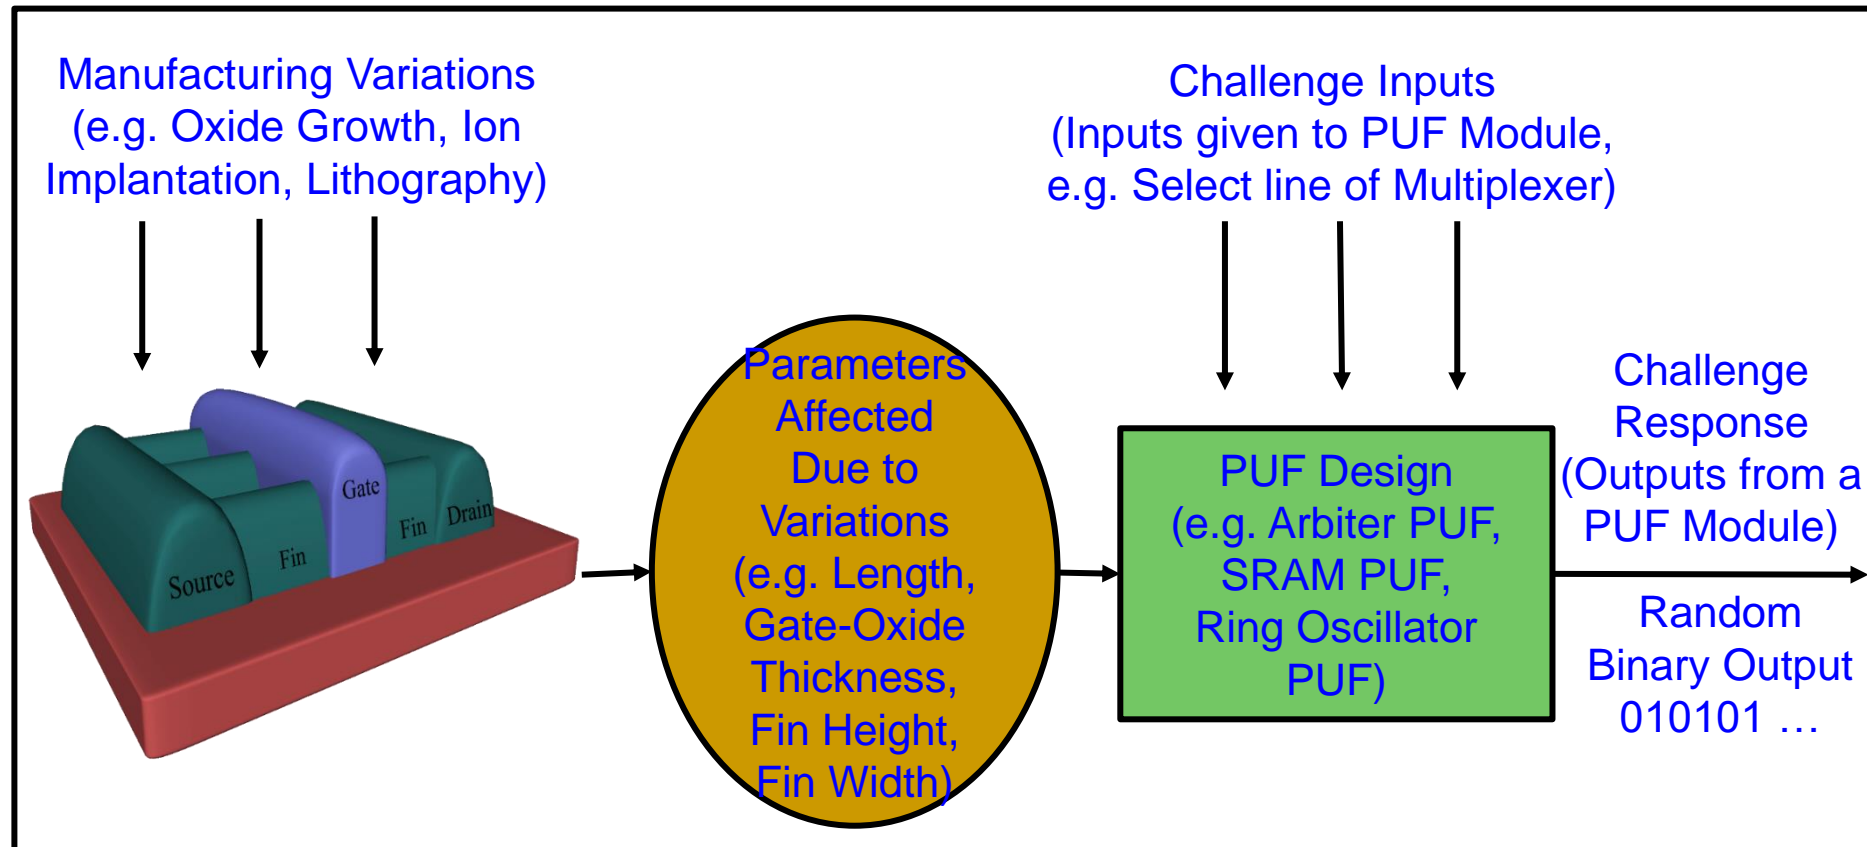 Manufacturing Variations
(e.g. Oxide Growth, Ion
Implantation, Lithography)
Challenge Inputs
(Inputs given to PUF Module,
e.g. Select line of Multiplexer)
Source
Fin
Gate
Fin
Drain
Parameters
Affected
Due to
Variations
(e.g. Length,
Gate-Oxide
Thickness,
Fin Height,
Fin Width)
PUF Design
(e.g. Arbiter PUF,
SRAM PUF,
Ring Oscillator
PUF)
Challenge
Response
(Outputs from a
PUF Module)
Random
Binary Output
010101 …